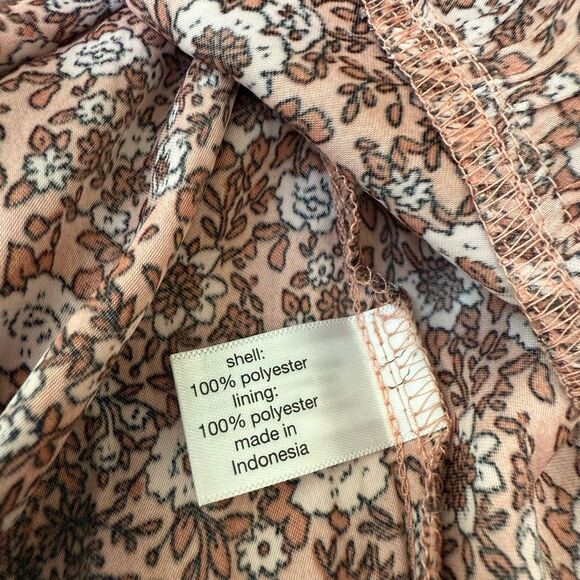 shell:
100% polyester
lining:
100% polyester
made in
Indonesia